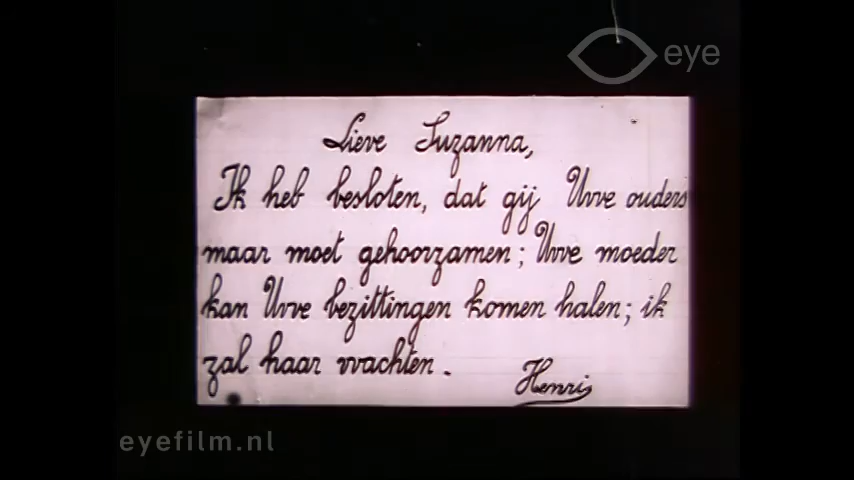 eye
Lieve Suzanna,
Ik heb besloten, dat gij Uwe ouders
maar moet gehoorzamen; Uwe moeder
kan Uwe bezittingen komen halen; ik
zal haar wachten.
Henri
eyefilm.nl